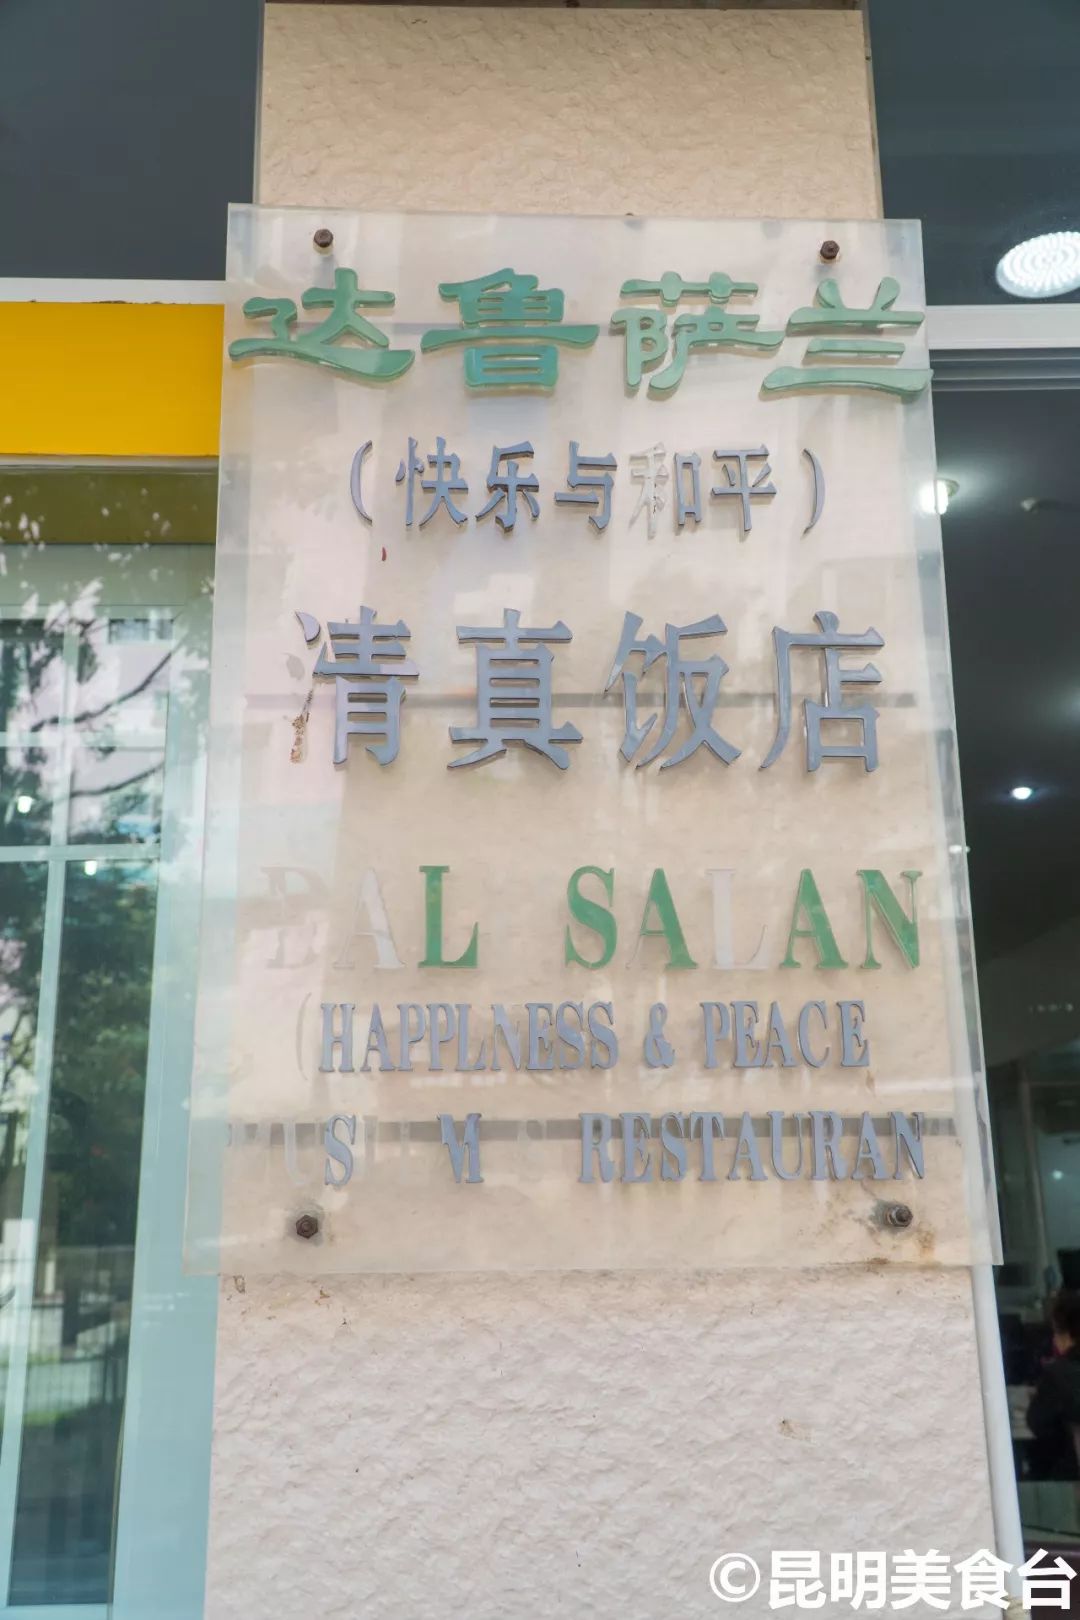 达鲁萨兰
（快乐与和平）
清真饭店
DAL SALAN
(HAPPLNESS & PEACE
RESTAURAN
©昆明美食台